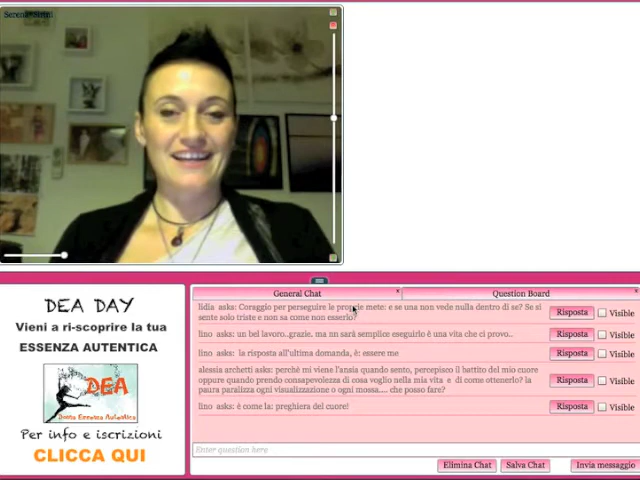 Serena
General Chat
x
Question Board
x
lidia asks: Coraggio per perseguire le proprie mete: e se una non vede nulla dentro di se? Se si
sente solo triste e non sa come non esserlo?
Risposta
Visible
lino asks: un bel lavoro..grazie. ma nn sarà semplice eseguirlo è una vita che ci provo..
Risposta
Visible
lino asks: la risposta all'ultima domanda, è: essere me
Risposta
Visible
alessia archetti asks: perchè mi viene l'ansia quando sento, percepisco il battito del mio cuore
oppure quando prendo consapevolezza di cosa voglio nella mia vita e di come ottenerlo? la
paura paralizza ogni visualizzazione o ogni mossa.... che posso fare?
Risposta
Visible
lino asks: è come la: preghiera del cuore!
Risposta
Visible
Enter question here
Elimina Chat
Salva Chat
Invia messaggio
DEA DAY
Vieni a ri-scoprire la tua
ESSENZA AUTENTICA
DEA
Donna Essenza Autentica
Per info e iscrizioni
CLICCA QUI